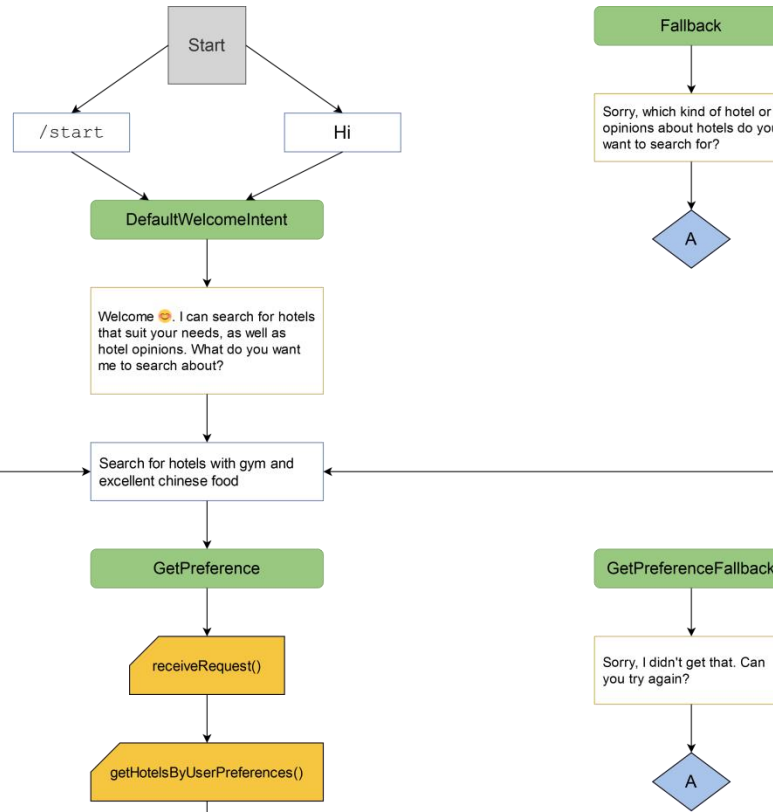 Start
/start
Hi
DefaultWelcomeIntent
Welcome 😊. I can search for hotels
that suit your needs, as well as
hotel opinions. What do you want
me to search about?
Search for hotels with gym and
excellent chinese food
GetPreference
receiveRequest()
getHotelsByUserPreferences()
Fallback
Sorry, which kind of hotel or
opinions about hotels do you
want to search for?
A
GetPreferenceFallback
Sorry, I didn't get that. Can
you try again?
A